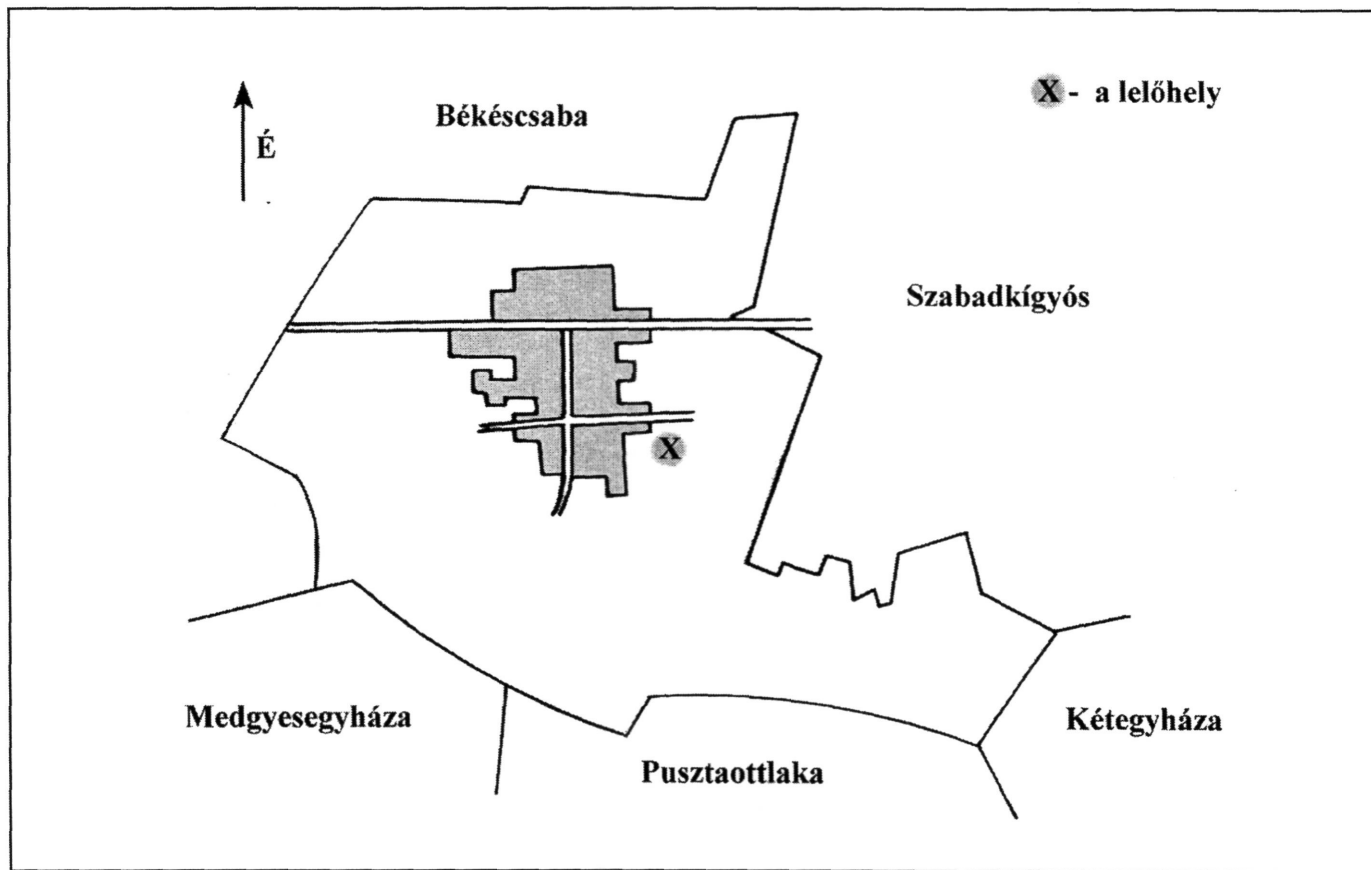 X - a lelőhely
Békéscsaba
É
Szabadkígyós
X
Medgyesegyháza
Kétegyháza
Pusztaottlaka